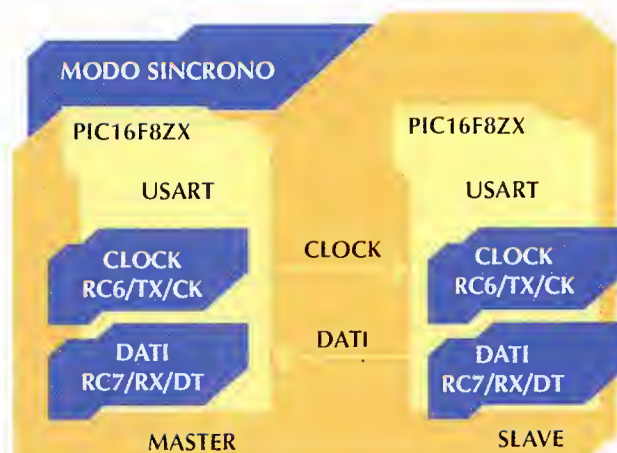 MODO SINCRONO
PIC16F8ZX
PIC16F8ZX
USART
USART
CLOCK
RC6/TX/CK
CLOCK
CLOCK
RC6/TX/CK
DATI
RC7/RX/DT
DATI
DATI
RC7/RX/DT
MASTER
SLAVE